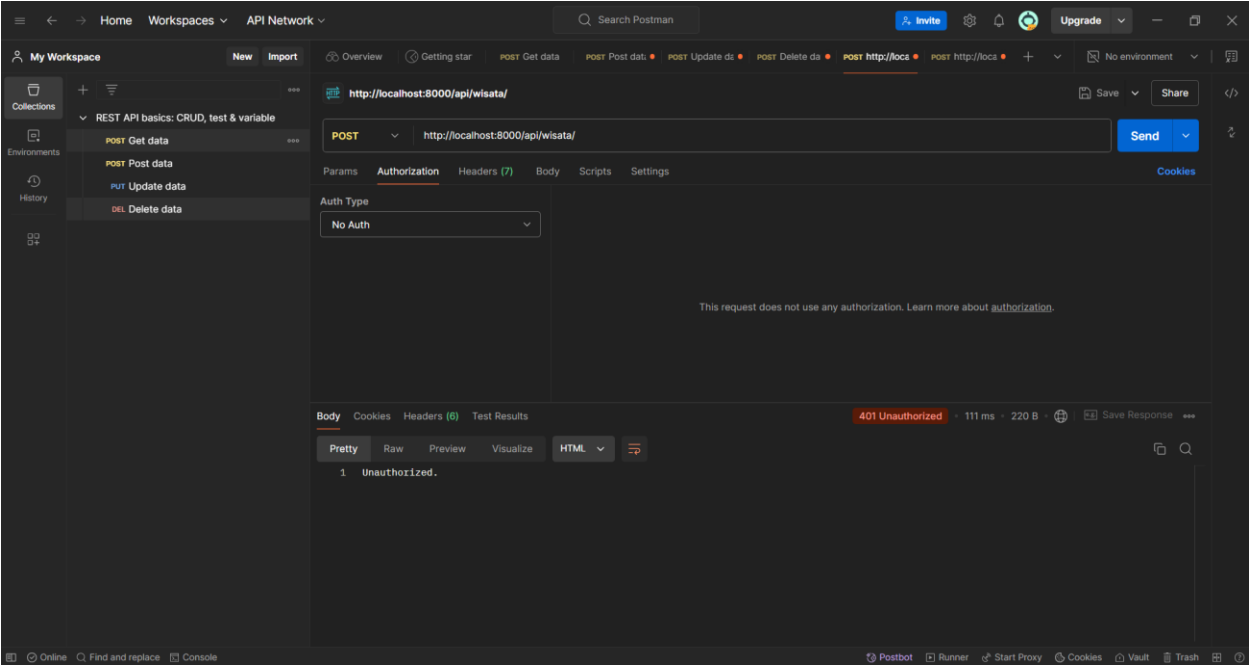 Home Workspaces API Network Search Postman Invite Upgrade
My Workspace New Import Overview Getting star POST Get data POST Post data POST Update da POST Delete da POST http://loca POST http://loca No environment
Collections
Environments
History
REST API basics: CRUD, test & variable
POST Get data
POST Post data
PUT Update data
DEL Delete data
HTTP http://localhost:8000/api/wisata/ Save Share
POST http://localhost:8000/api/wisata/ Send
Params Authorization Headers (7) Body Scripts Settings Cookies
Auth Type
No Auth
This request does not use any authorization. Learn more about authorization.
Body Cookies Headers (6) Test Results 401 Unauthorized 111 ms 220 B Save Response
Pretty Raw Preview Visualize HTML
1 Unauthorized.
Online Find and replace Console Postbot Runner Start Proxy Cookies Vault Trash